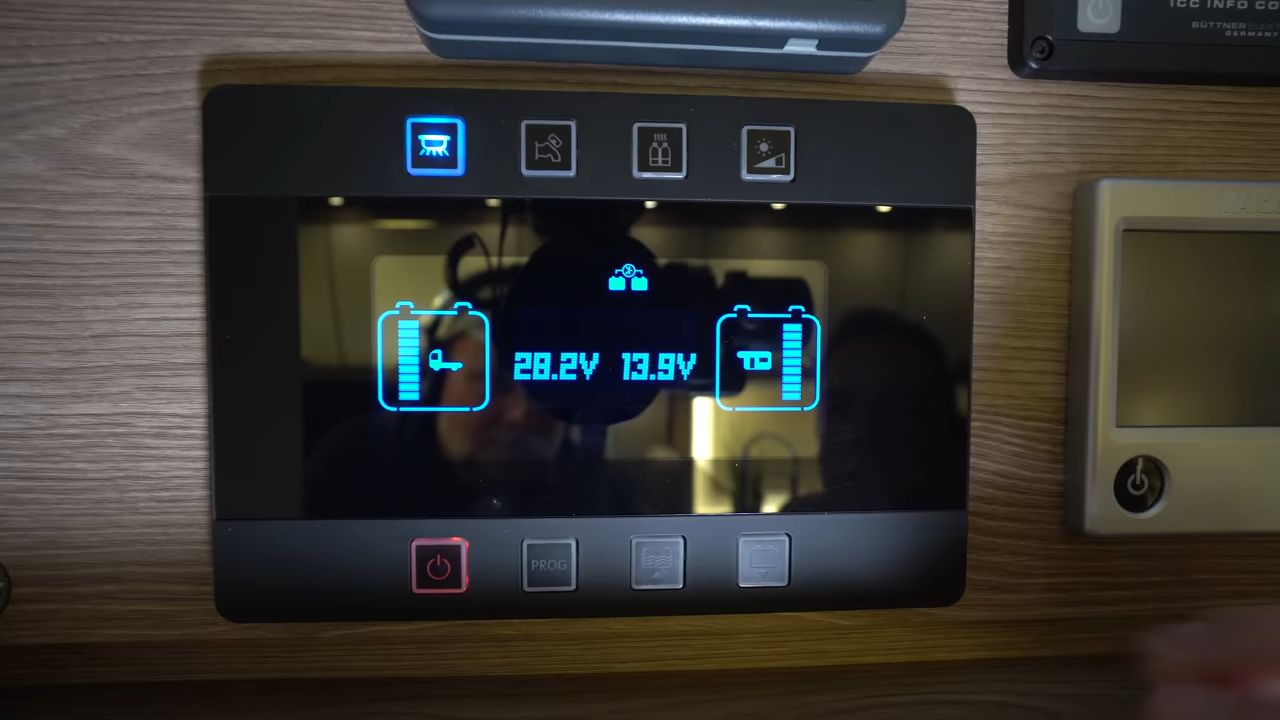 ICC INFO CO
BÜTTNER ELEK
GERMANY
28.2V 13.9V
PROG